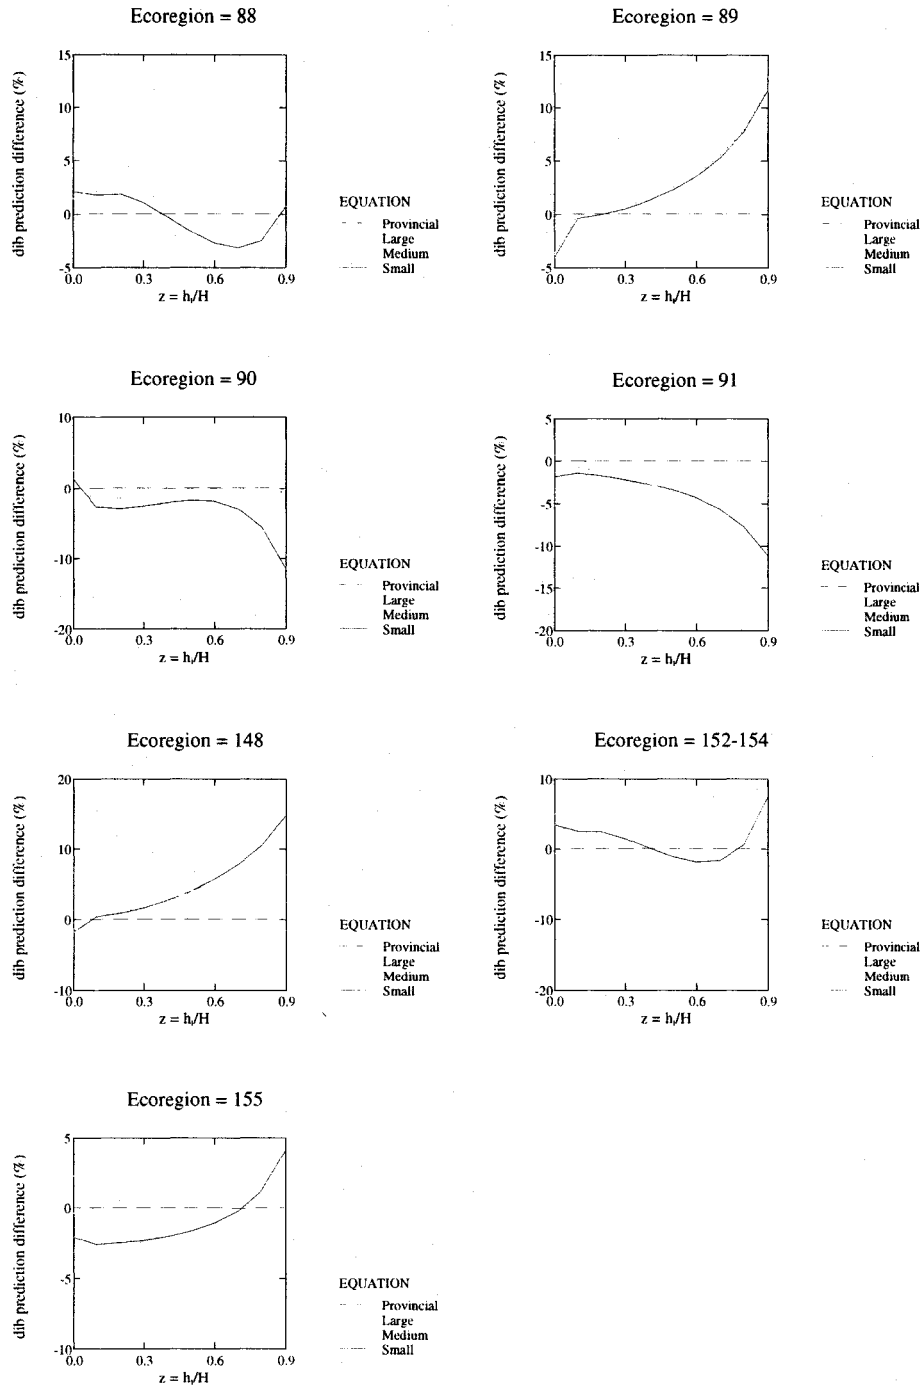 Ecoregion = 88
dib prediction difference (%)
15
10
5
0
-5
0.0 0.3 0.6 0.9
z = hᵢ/H
EQUATION
Provincial
Large
Medium
Small
Ecoregion = 89
dib prediction difference (%)
15
10
5
0
-5
0.0 0.3 0.6 0.9
z = hᵢ/H
EQUATION
Provincial
Large
Medium
Small
Ecoregion = 90
dib prediction difference (%)
10
0
-10
-20
0.0 0.3 0.6 0.9
z = hᵢ/H
EQUATION
Provincial
Large
Medium
Small
Ecoregion = 91
dib prediction difference (%)
5
0
-5
-10
-15
-20
0.0 0.3 0.6 0.9
z = hᵢ/H
EQUATION
Provincial
Large
Medium
Small
Ecoregion = 148
dib prediction difference (%)
20
10
0
-10
0.0 0.3 0.6 0.9
z = hᵢ/H
EQUATION
Provincial
Large
Medium
Small
Ecoregion = 152-154
dib prediction difference (%)
10
0
-10
-20
0.0 0.3 0.6 0.9
z = hᵢ/H
EQUATION
Provincial
Large
Medium
Small
Ecoregion = 155
dib prediction difference (%)
5
0
-5
-10
0.0 0.3 0.6 0.9
z = hᵢ/H
EQUATION
Provincial
Large
Medium
Small